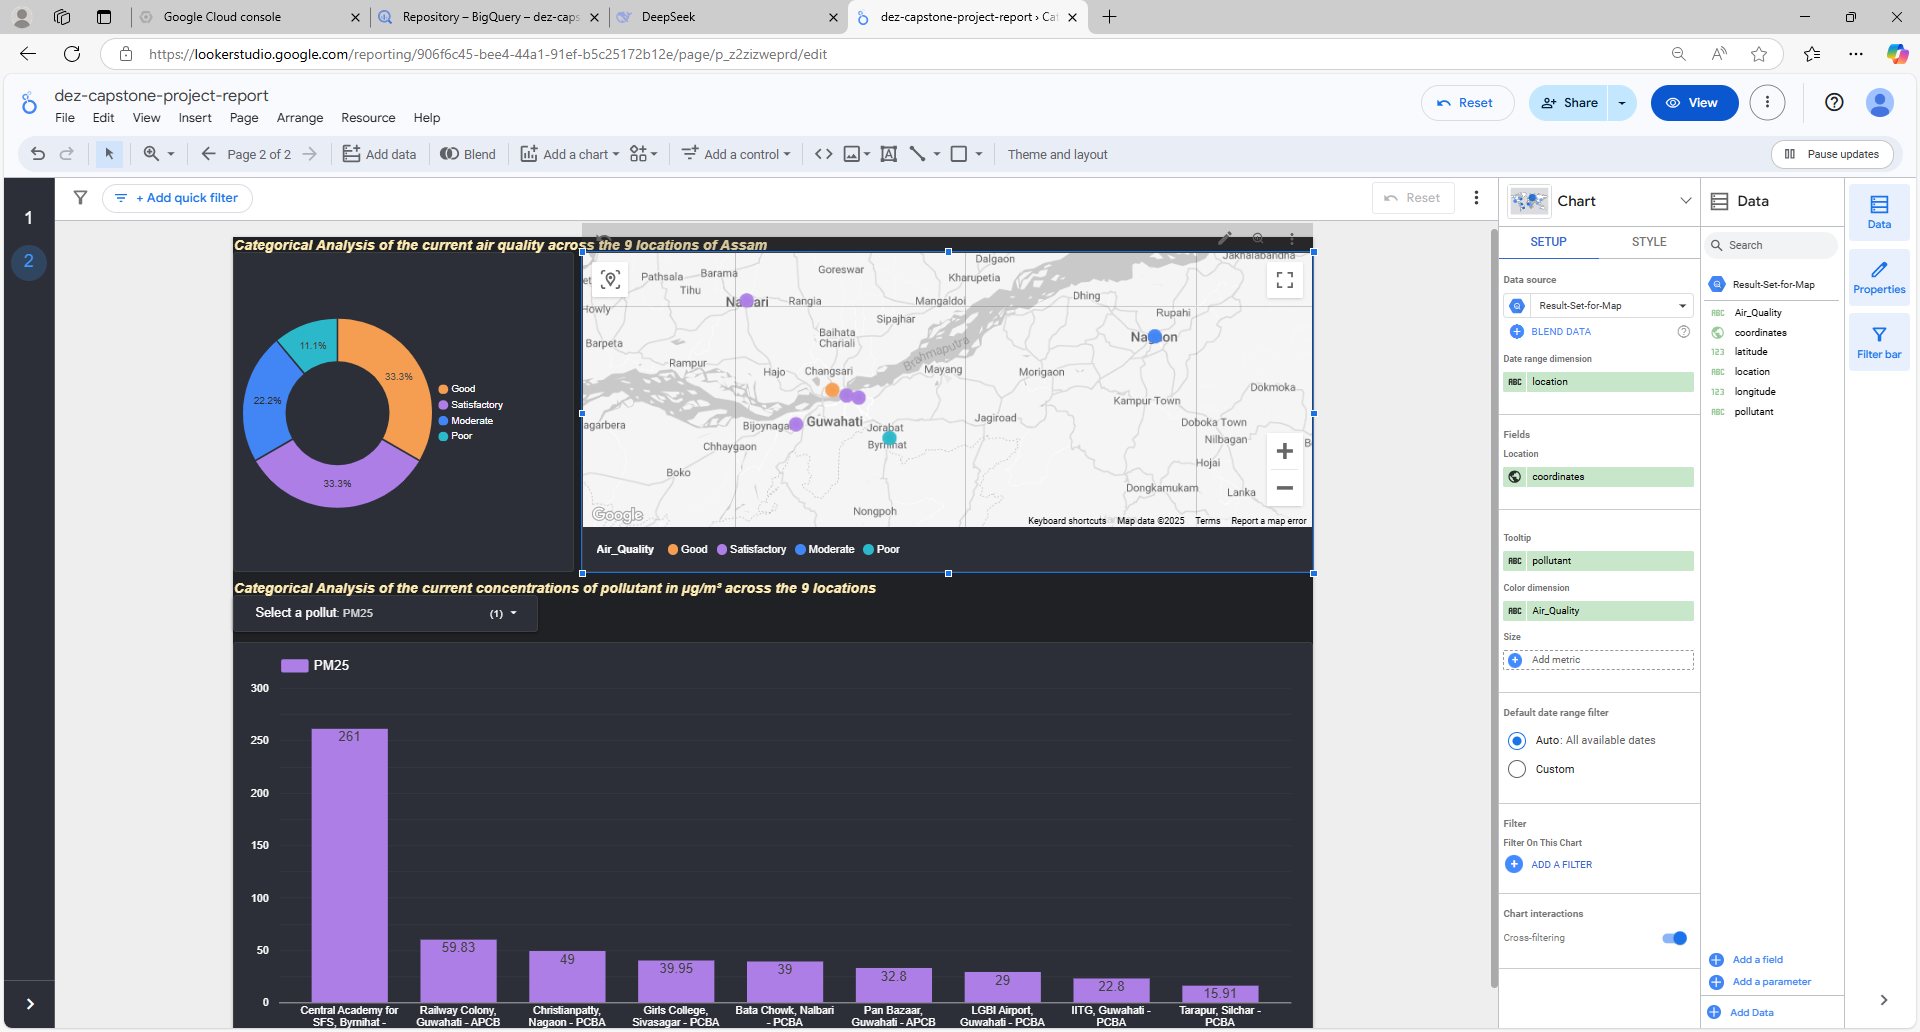 Google Cloud console
Repository – BigQuery – dez-caps
DeepSeek
dez-capstone-project-report › Cat
https://lookerstudio.google.com/reporting/906f6c45-bee4-44a1-91ef-b5c25172b12e/page/p_z2zizweprd/edit
dez-capstone-project-report
File Edit View Insert Page Arrange Resource Help
Reset
Share
View
Page 2 of 2
Add data
Blend
Add a chart
Add a control
Theme and layout
Pause updates
1
2
+ Add quick filter
Reset
Categorical Analysis of the current air quality across the 9 locations of Assam
11.1%
33.3%
22.2%
33.3%
Good
Satisfactory
Moderate
Poor
Dalgaon
Jakhalabandha
Goreswar
Barama
Pathsala
Kharupetia
Tihu
Nalbari
Rangia
Mangaldoi
Dhing
Howly
Sipajhar
Rupahi
Baihata
Chariali
Nagaon
Barpeta
Brahmaputra
Rampur
Hajo
Changsari
Mayang
Morigaon
Dokmoka
Kampur Town
Jagiroad
Doboka Town
agarbera
Bijoynagar
Guwahati
Jorabat
Byrnihat
Nilbagan
Chhaygaon
Boko
Hojai
Dongkamukam
Lanka
Nongpoh
Google
Keyboard shortcuts
Map data ©2025
Terms
Report a map error
Air_Quality
Good
Satisfactory
Moderate
Poor
Categorical Analysis of the current concentrations of pollutant in µg/m³ across the 9 locations
Select a pollut: PM25
(1)
PM25
300
250
200
150
100
50
0
261
59.83
49
39.95
39
32.8
29
22.8
15.91
Central Academy for
SFS, Byrnihat -
Railway Colony,
Guwahati - APCB
Christianpatty,
Nagaon - PCBA
Girls College,
Sivasagar - PCBA
Bata Chowk, Nalbari
- PCBA
Pan Bazaar,
Guwahati - APCB
LGBI Airport,
Guwahati - PCBA
IITG, Guwahati -
PCBA
Tarapur, Silchar -
PCBA
Chart
SETUP
STYLE
Data source
Result-Set-for-Map
BLEND DATA
Date range dimension
ABC location
Fields
Location
coordinates
Tooltip
ABC pollutant
Color dimension
ABC Air_Quality
Size
Add metric
Default date range filter
Auto: All available dates
Custom
Filter
Filter On This Chart
ADD A FILTER
Chart interactions
Cross-filtering
Data
Search
Result-Set-for-Map
ABC Air_Quality
coordinates
123 latitude
ABC location
123 longitude
ABC pollutant
Add a field
Add a parameter
Add Data
Data
Properties
Filter bar